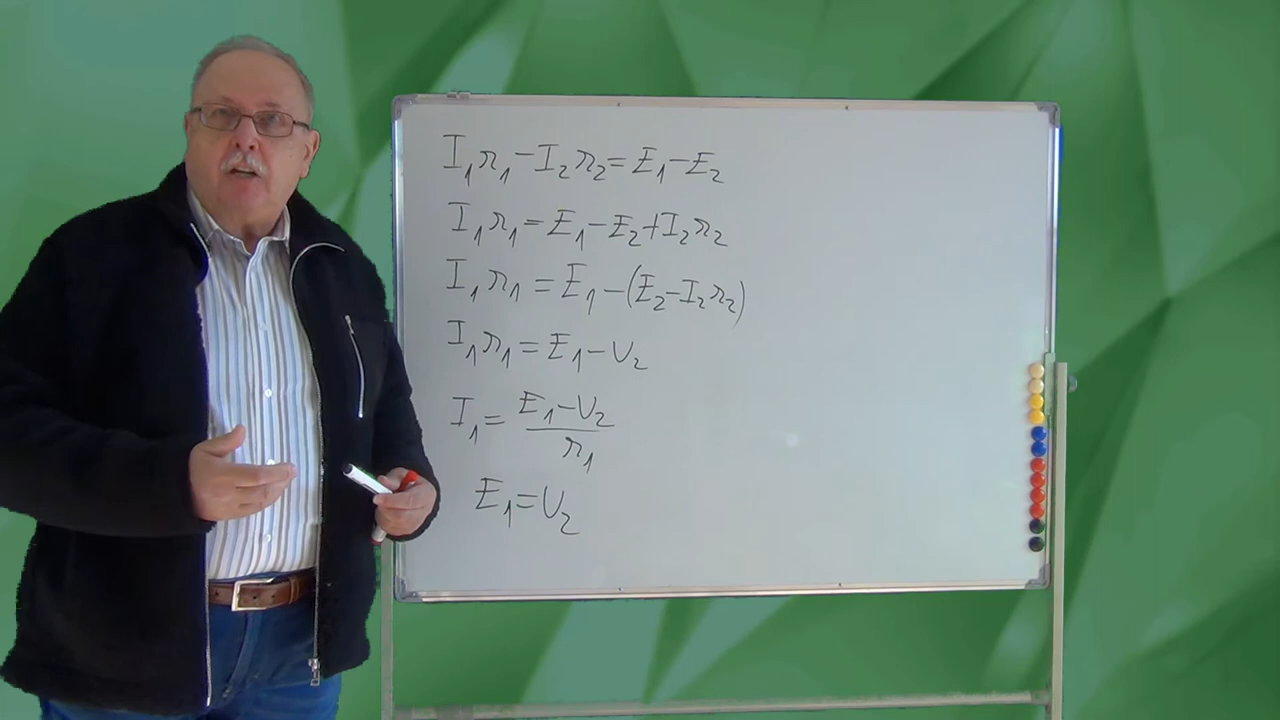 I₁r₁-I₂r₂=E₁-E₂
I₁r₁=E₁-E₂+I₂r₂
I₁r₁=E₁-(E₂-I₂r₂)
I₁r₁=E₁-U₂
I₁=(E₁-U₂)/r₁
E₁=U₂